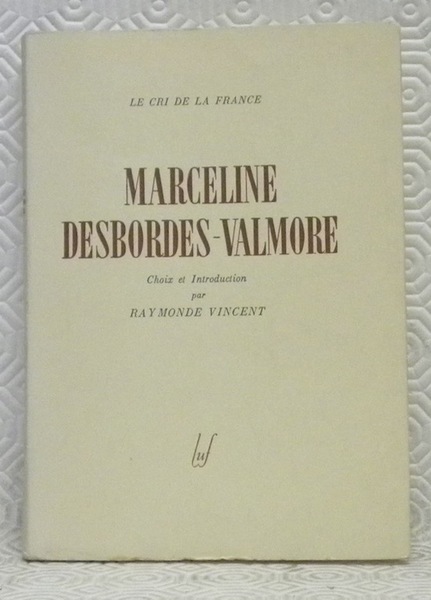 LE CRI DE LA FRANCE
MARCELINE
DESBORDES-VALMORE
Choix et Introduction
par
RAYMONDE VINCENT
luf